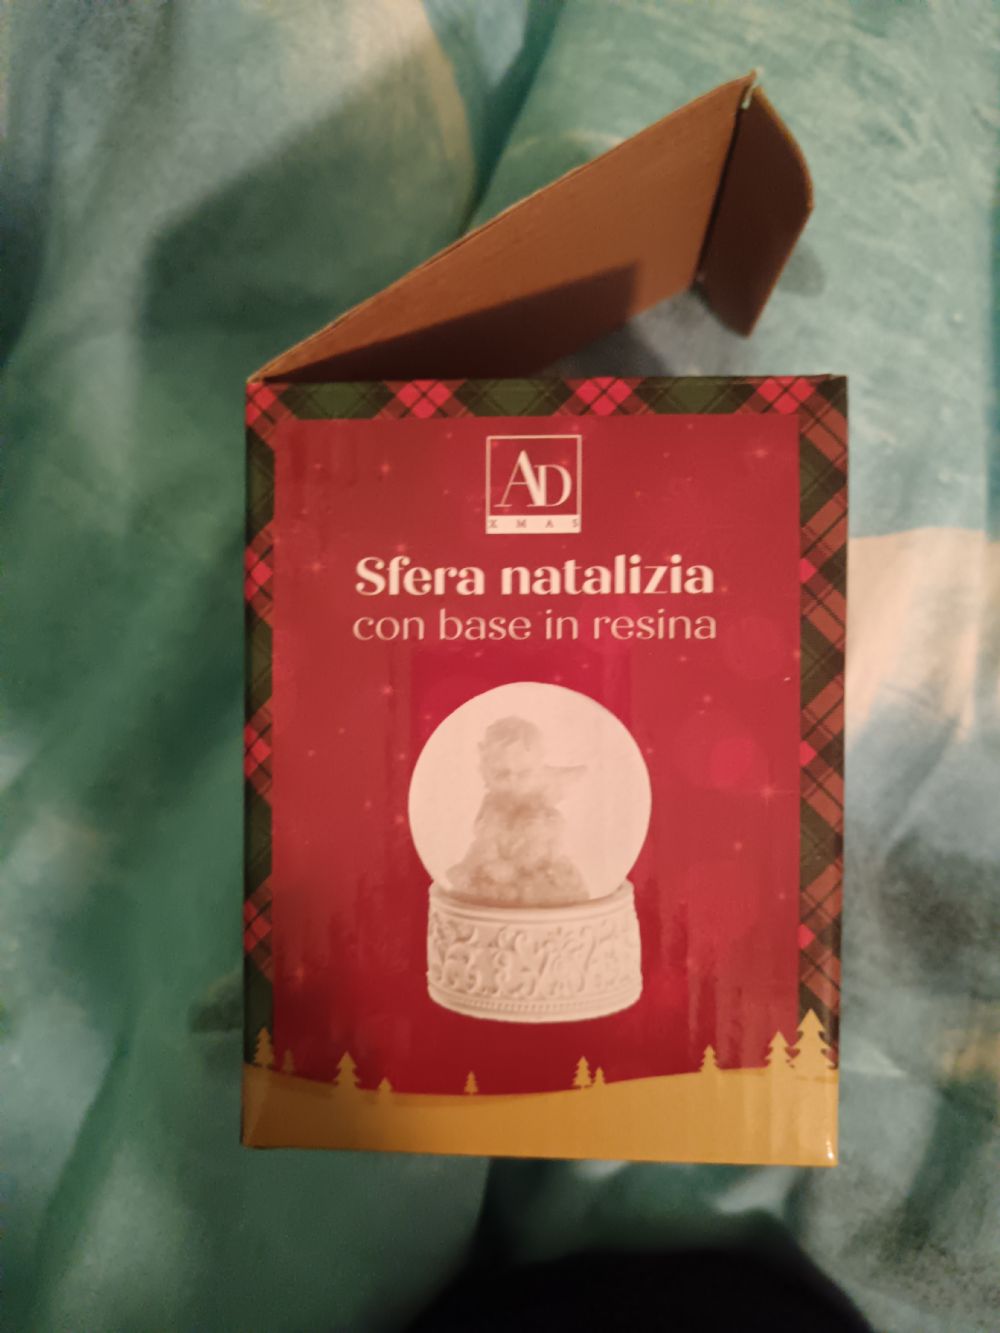 AD
XMAS
Sfera natalizia
con base in resina